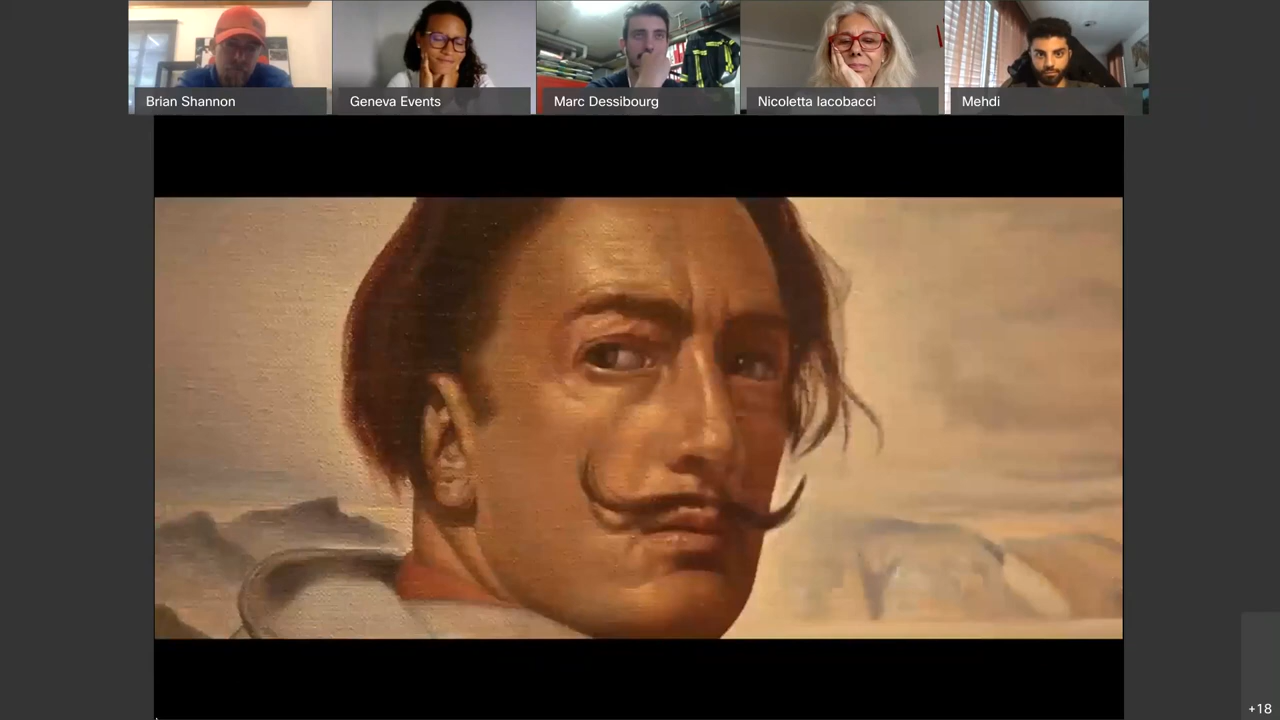 Brian Shannon
Geneva Events
Marc Dessibourg
Nicoletta Iacobacci
Mehdi
+18